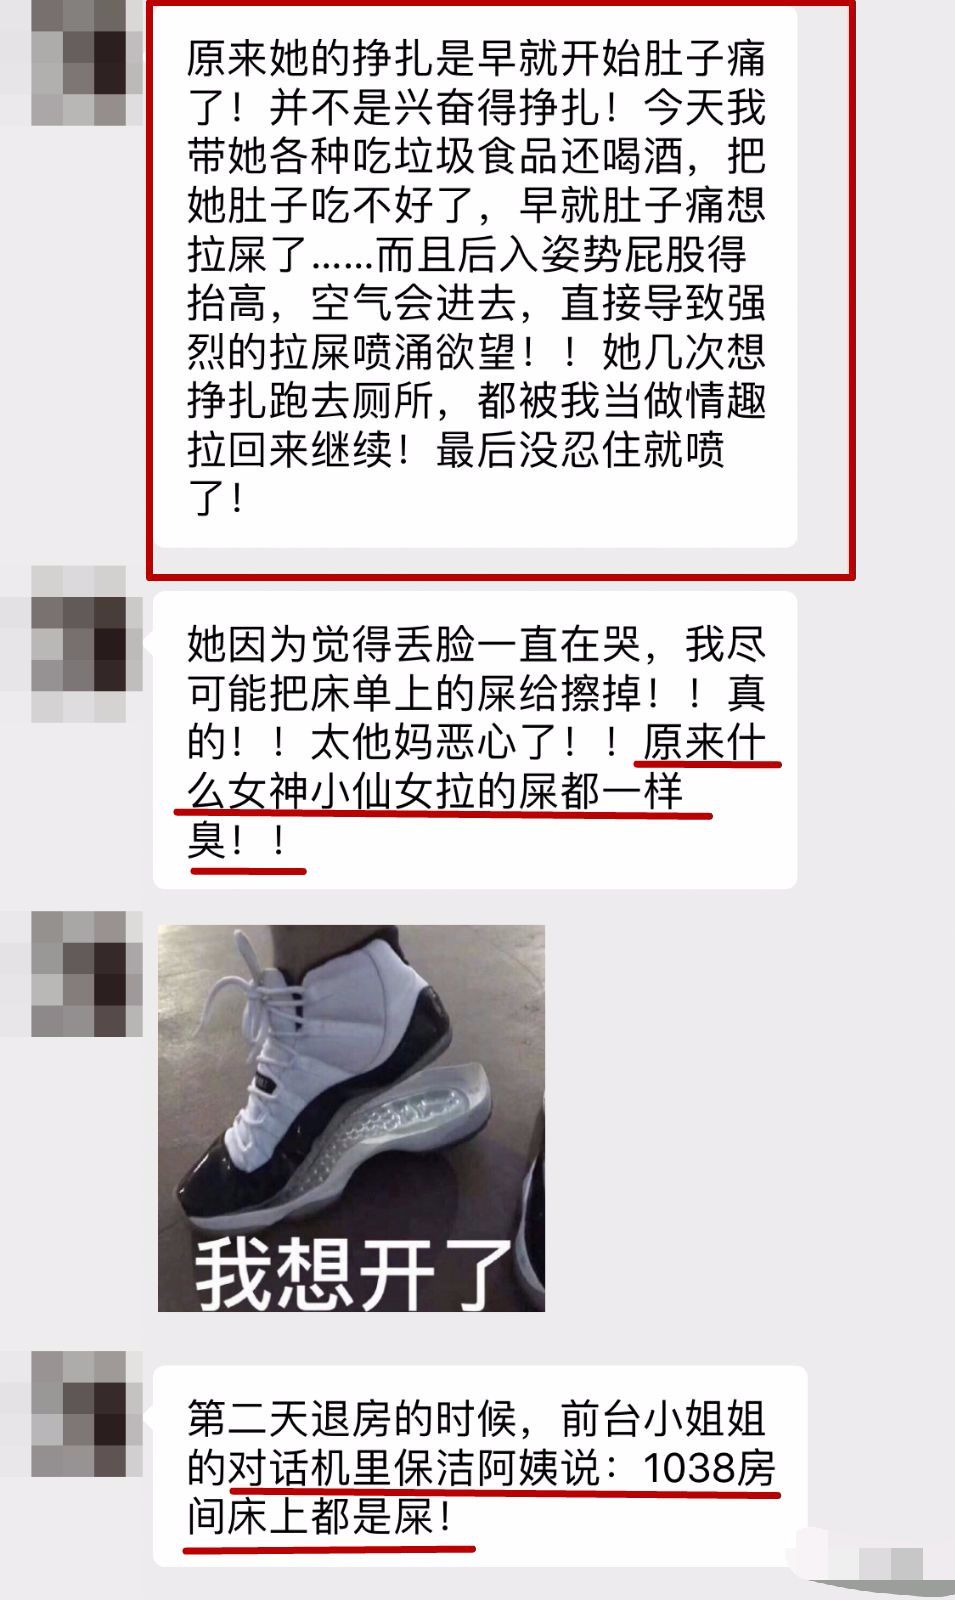 原来她的挣扎是早就开始肚子痛
了！并不是兴奋得挣扎！今天我
带她各种吃垃圾食品还喝酒，把
她肚子吃不好了，早就肚子痛想
拉屎了……而且后入姿势屁股得
抬高，空气会进去，直接导致强
烈的拉屎喷涌欲望！！她几次想
挣扎跑去厕所，都被我当做情趣
拉回来继续！最后没忍住就喷
了！
她因为觉得丢脸一直在哭，我尽
可能把床单上的屎给擦掉！！真
的！！太他妈恶心了！！原来什
么女神小仙女拉的屎都一样
臭！！
我想开了
第二天退房的时候，前台小姐姐
的对话机里保洁阿姨说：1038房
间床上都是屎！